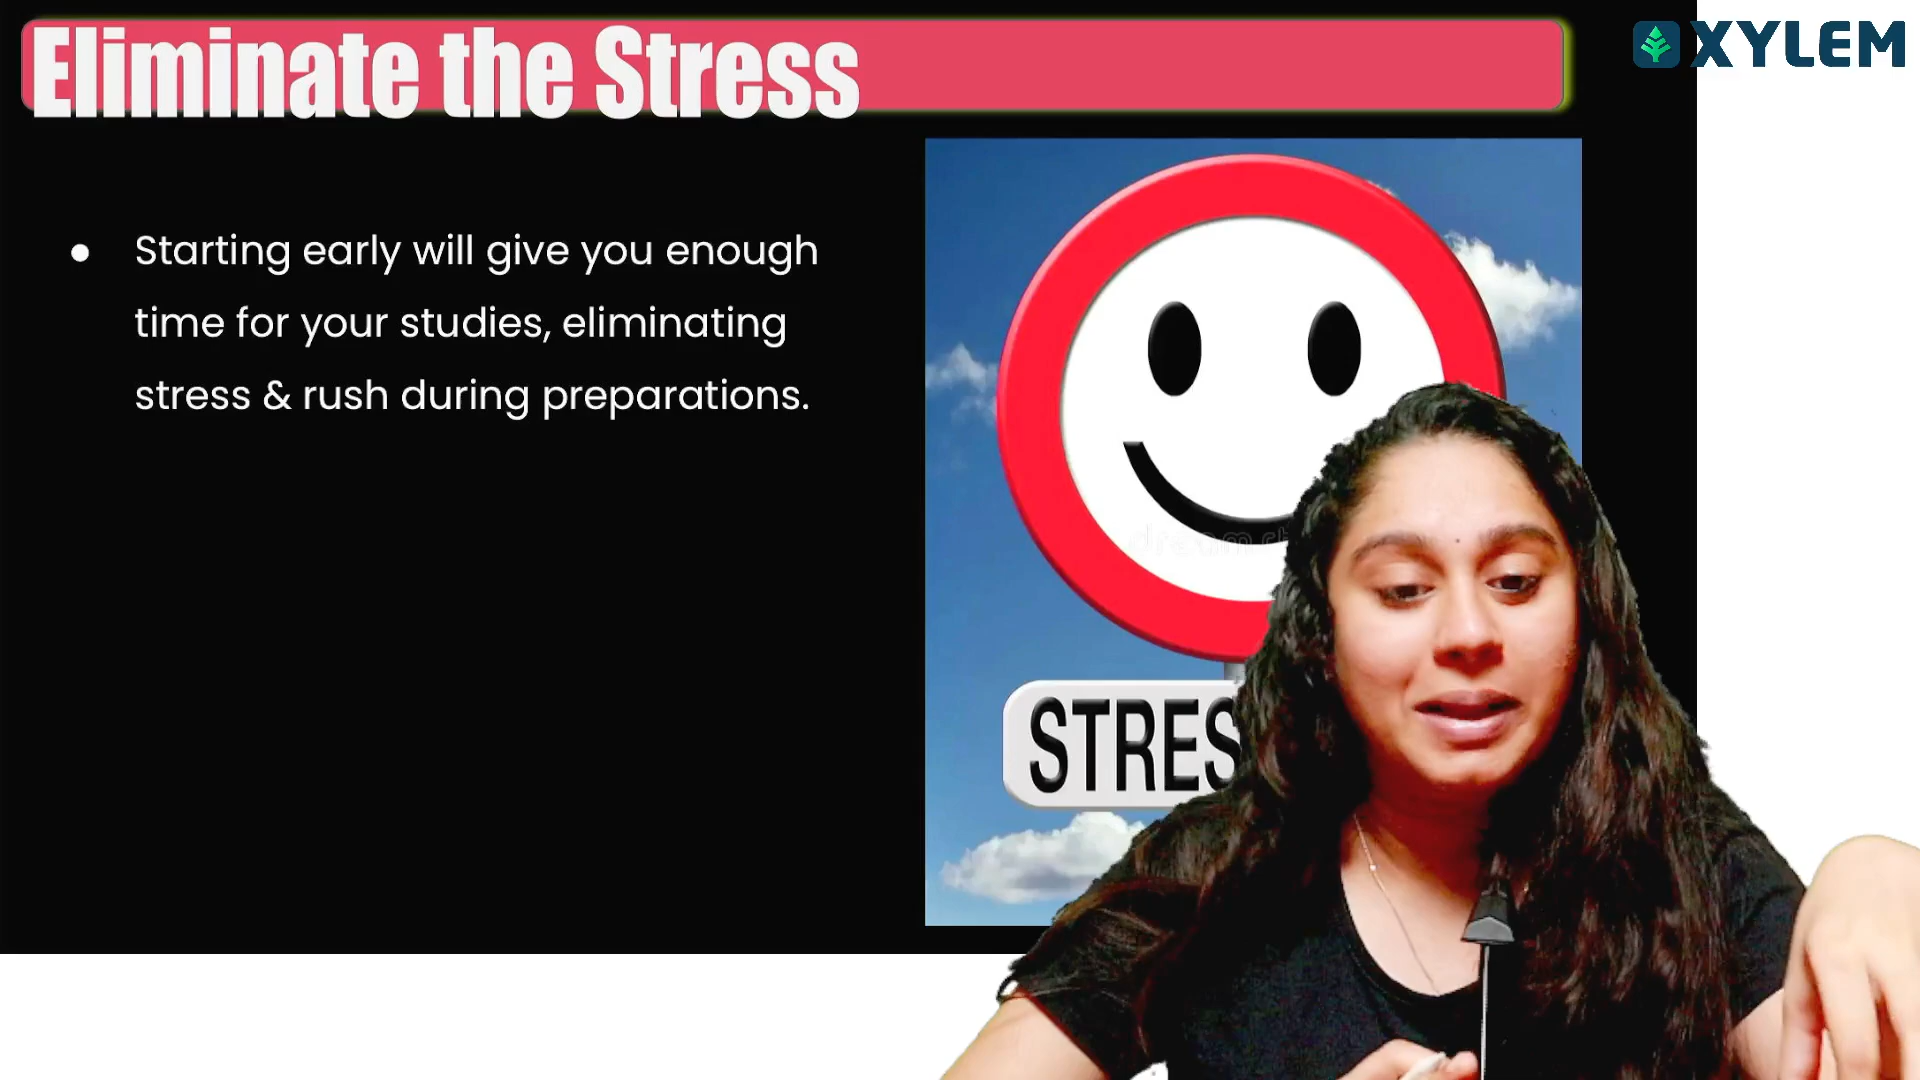 Eliminate the Stress
XYLEM
● Starting early will give you enough
time for your studies, eliminating
stress & rush during preparations.
STRES